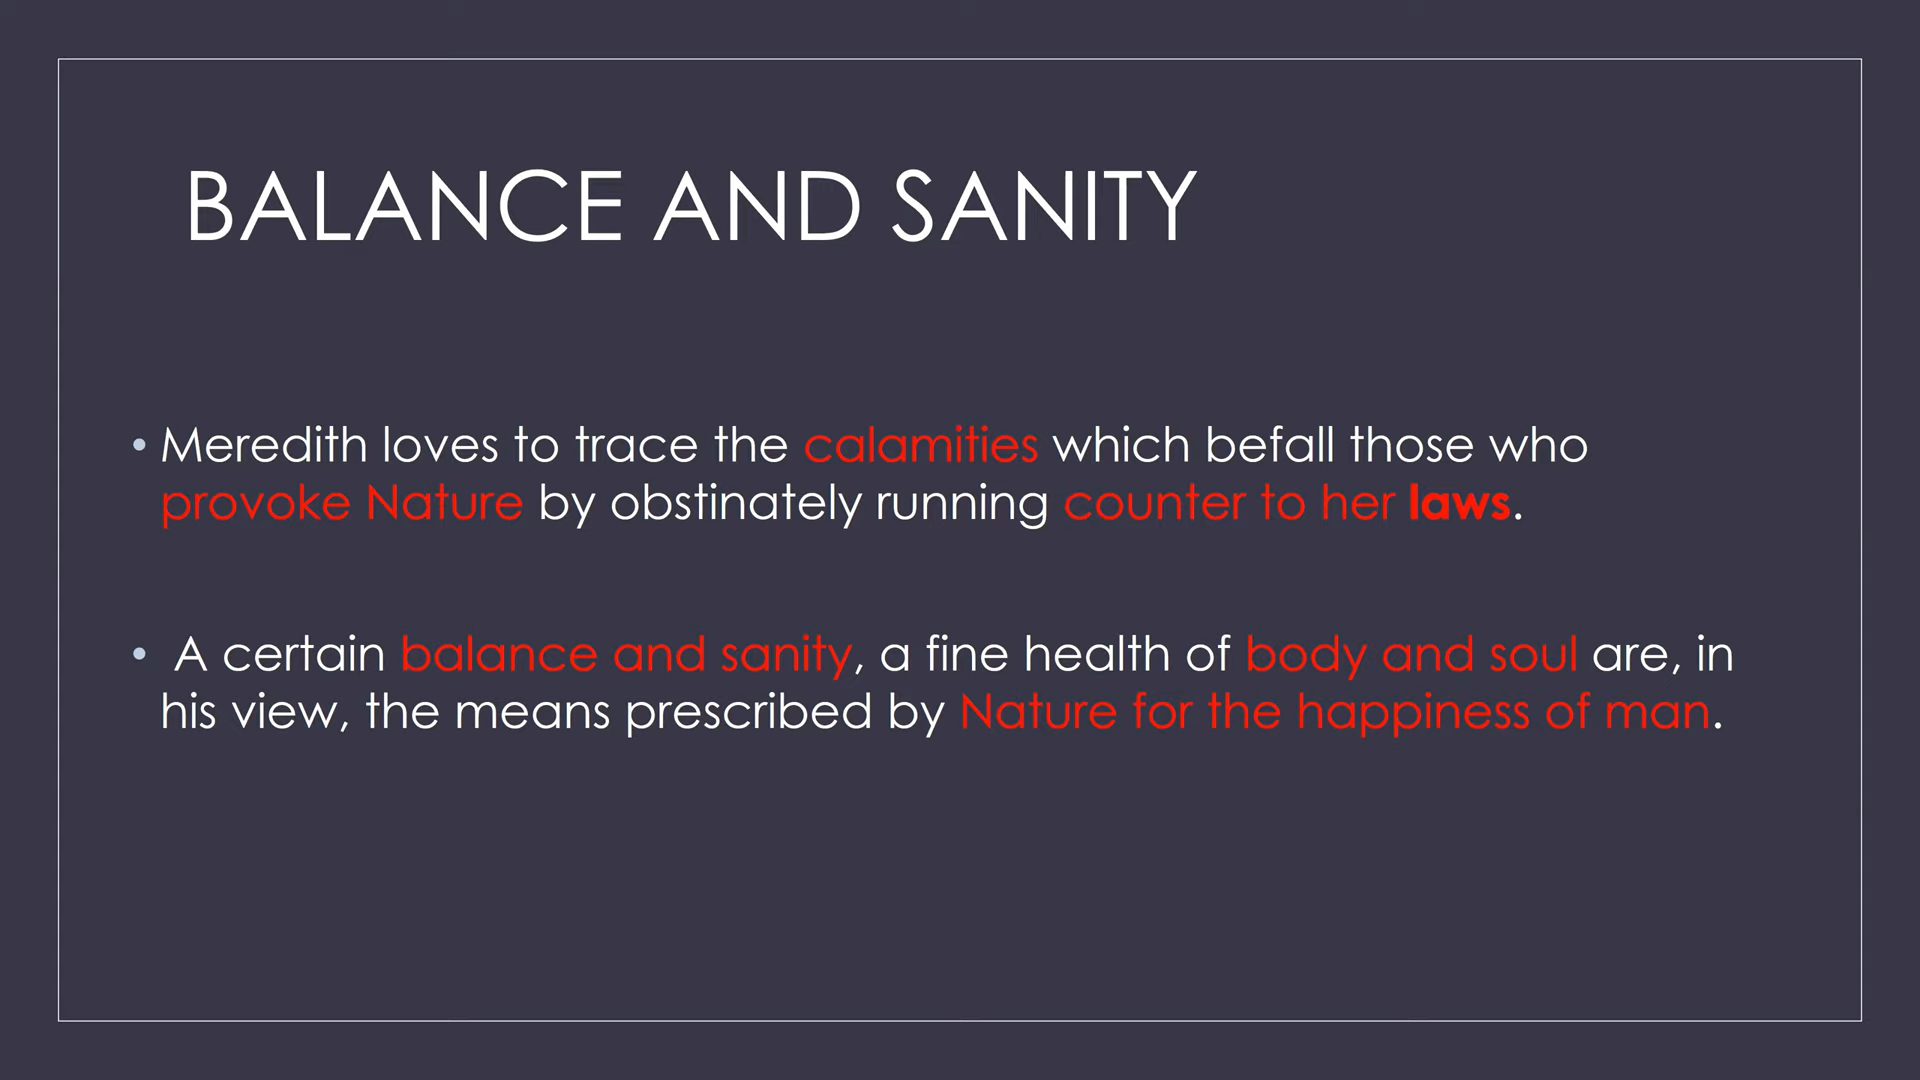 BALANCE AND SANITY
• Meredith loves to trace the calamities which befall those who
provoke Nature by obstinately running counter to her laws.
• A certain balance and sanity, a fine health of body and soul are, in
his view, the means prescribed by Nature for the happiness of man.